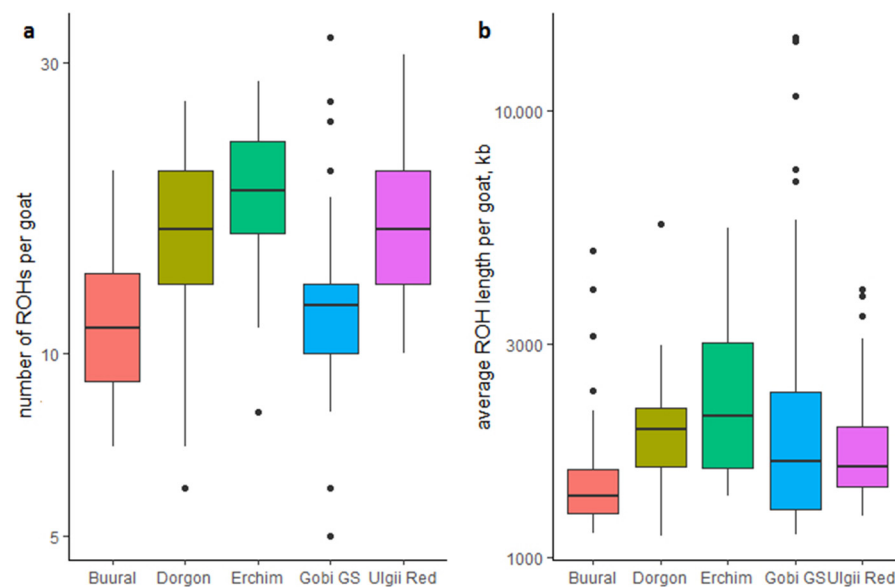 a
number of ROHs per goat
30
10
5
Buural Dorgon Erchim Gobi GS Ulgii Red
b
average ROH length per goat, kb
10,000
3000
1000
Buural Dorgon Erchim Gobi GS Ulgii Red